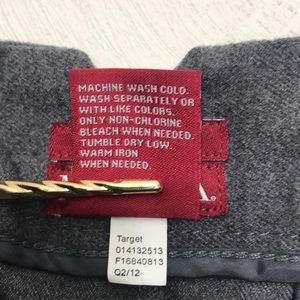 MACHINE WASH COLD.
WASH SEPARATELY OR
WITH LIKE COLORS.
ONLY NON-CHLORINE
BLEACH WHEN NEEDED.
TUMBLE DRY LOW.
WARM IRON
WHEN NEEDED.
Target
014132513
F16840813
Q2/12